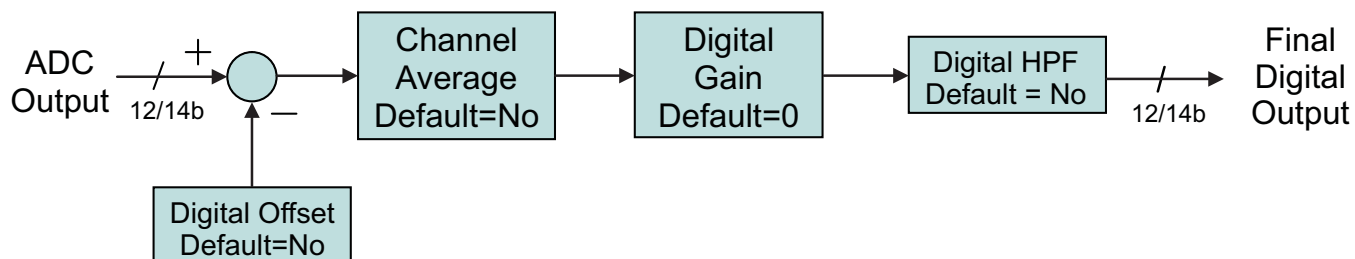 ADC
Output
12/14b
+
−
Digital Offset
Default=No
Channel
Average
Default=No
Digital
Gain
Default=0
Digital HPF
Default = No
12/14b
Final
Digital
Output